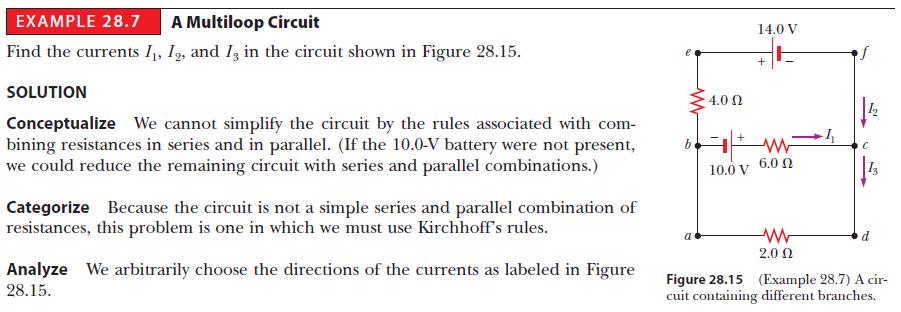 EXAMPLE 28.7 A Multiloop Circuit
Find the currents I₁, I₂, and I₃ in the circuit shown in Figure 28.15.
SOLUTION
Conceptualize We cannot simplify the circuit by the rules associated with com-
bining resistances in series and in parallel. (If the 10.0-V battery were not present,
we could reduce the remaining circuit with series and parallel combinations.)
Categorize Because the circuit is not a simple series and parallel combination of
resistances, this problem is one in which we must use Kirchhoff's rules.
Analyze We arbitrarily choose the directions of the currents as labeled in Figure
28.15.
14.0 V
e + − f
4.0 Ω
I₂
b − + I₁ c
10.0 V 6.0 Ω I₃
a d
2.0 Ω
Figure 28.15 (Example 28.7) A cir-
cuit containing different branches.